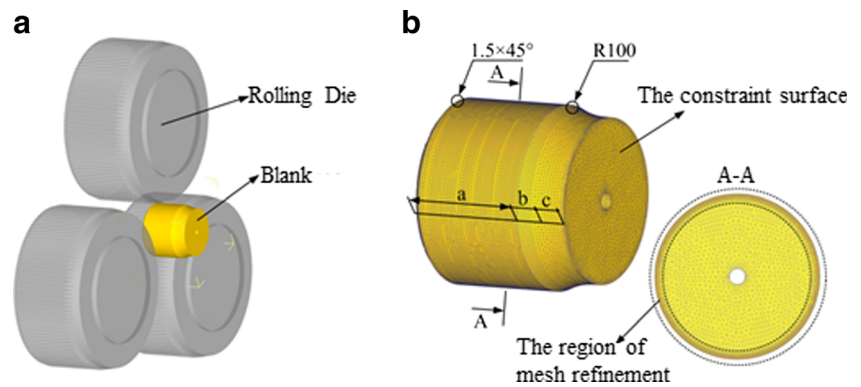 a
Rolling Die
Blank
b
1.5×45°
R100
A
The constraint surface
a
b
c
A-A
A
The region of
mesh refinement